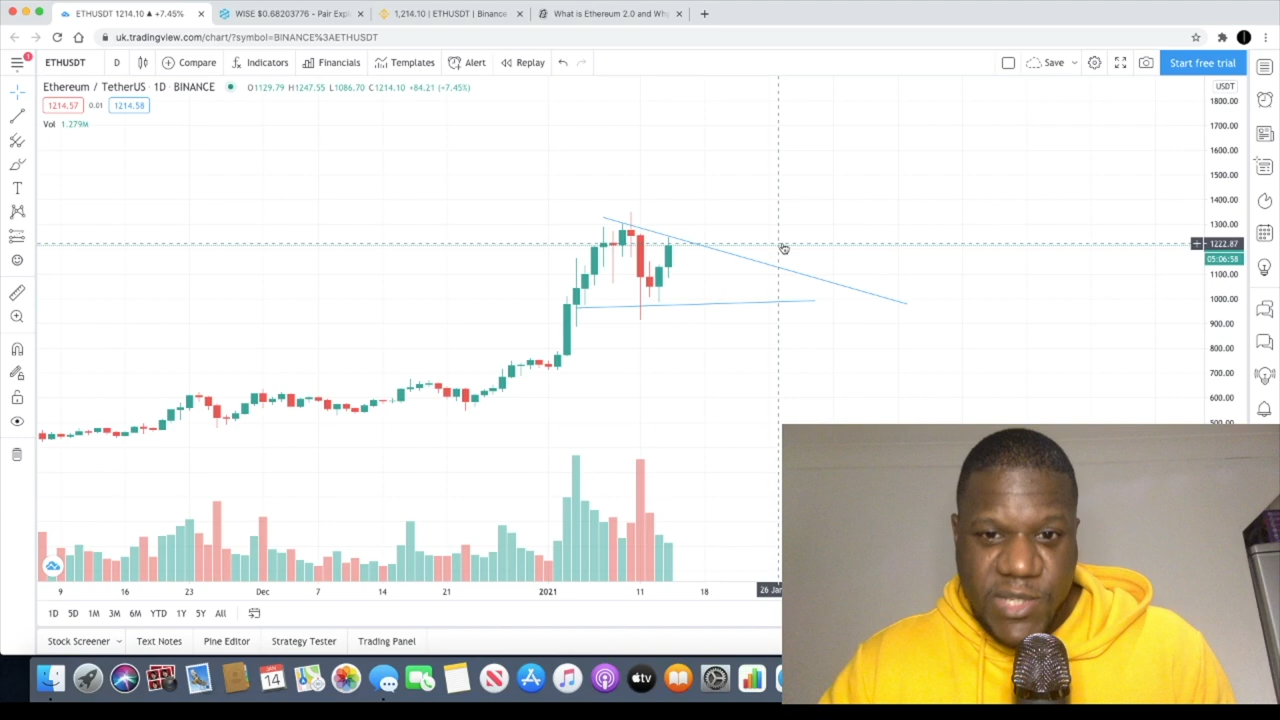 ETHUSDT 1214.10 ▲ +7.45%
WISE $0.68203776 - Pair Expl
1,214.10 | ETHUSDT | Binance
What is Ethereum 2.0 and Wh
uk.tradingview.com/chart/?symbol=BINANCE%3AETHUSDT
1
ETHUSDT
D
Compare
Indicators
Financials
Templates
Alert
Replay
Save
Start free trial
Ethereum / TetherUS · 1D · BINANCE
O1129.79 H1247.55 L1086.70 C1214.10 +84.21 (+7.45%)
USDT
1214.57
0.01
1214.58
Vol 1.279M
1800.00
1700.00
1600.00
1500.00
1400.00
1300.00
1222.87
05:06:58
1100.00
1000.00
900.00
800.00
700.00
600.00
500.00
9
16
23
Dec
7
14
21
2021
11
18
26 Jan
1D
5D
1M
3M
6M
YTD
1Y
5Y
All
Stock Screener
Text Notes
Pine Editor
Strategy Tester
Trading Panel
JAN
14
tv